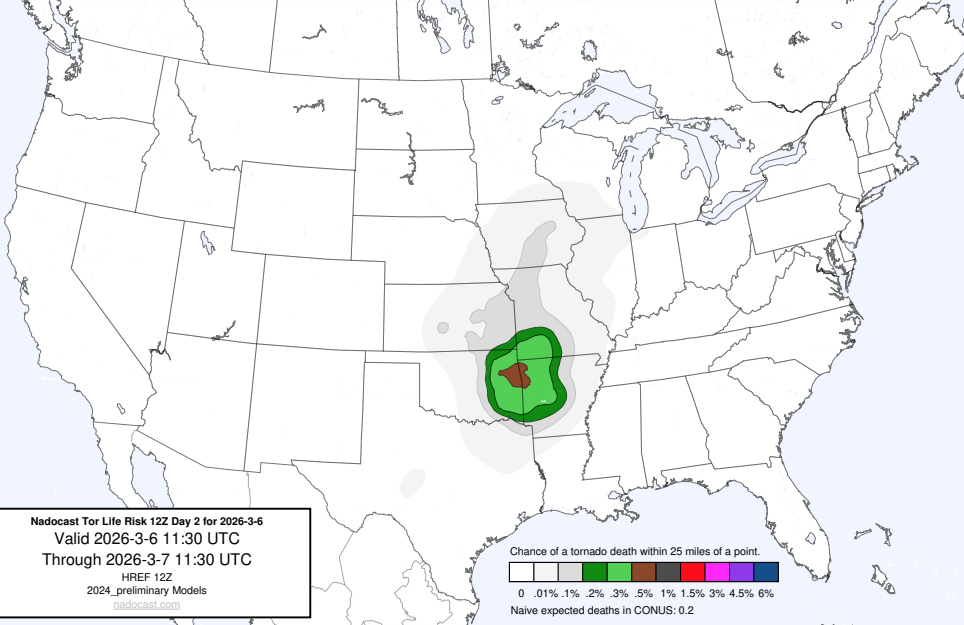 Nadocast Tor Life Risk 12Z Day 2 for 2026-3-6
Valid 2026-3-6 11:30 UTC
Through 2026-3-7 11:30 UTC
HREF 12Z
2024_preliminary Models
nadocast.com
Chance of a tornado death within 25 miles of a point.
0 .01% .1% .2% .3% .5% 1% 1.5% 3% 4.5% 6%
Naive expected deaths in CONUS: 0.2